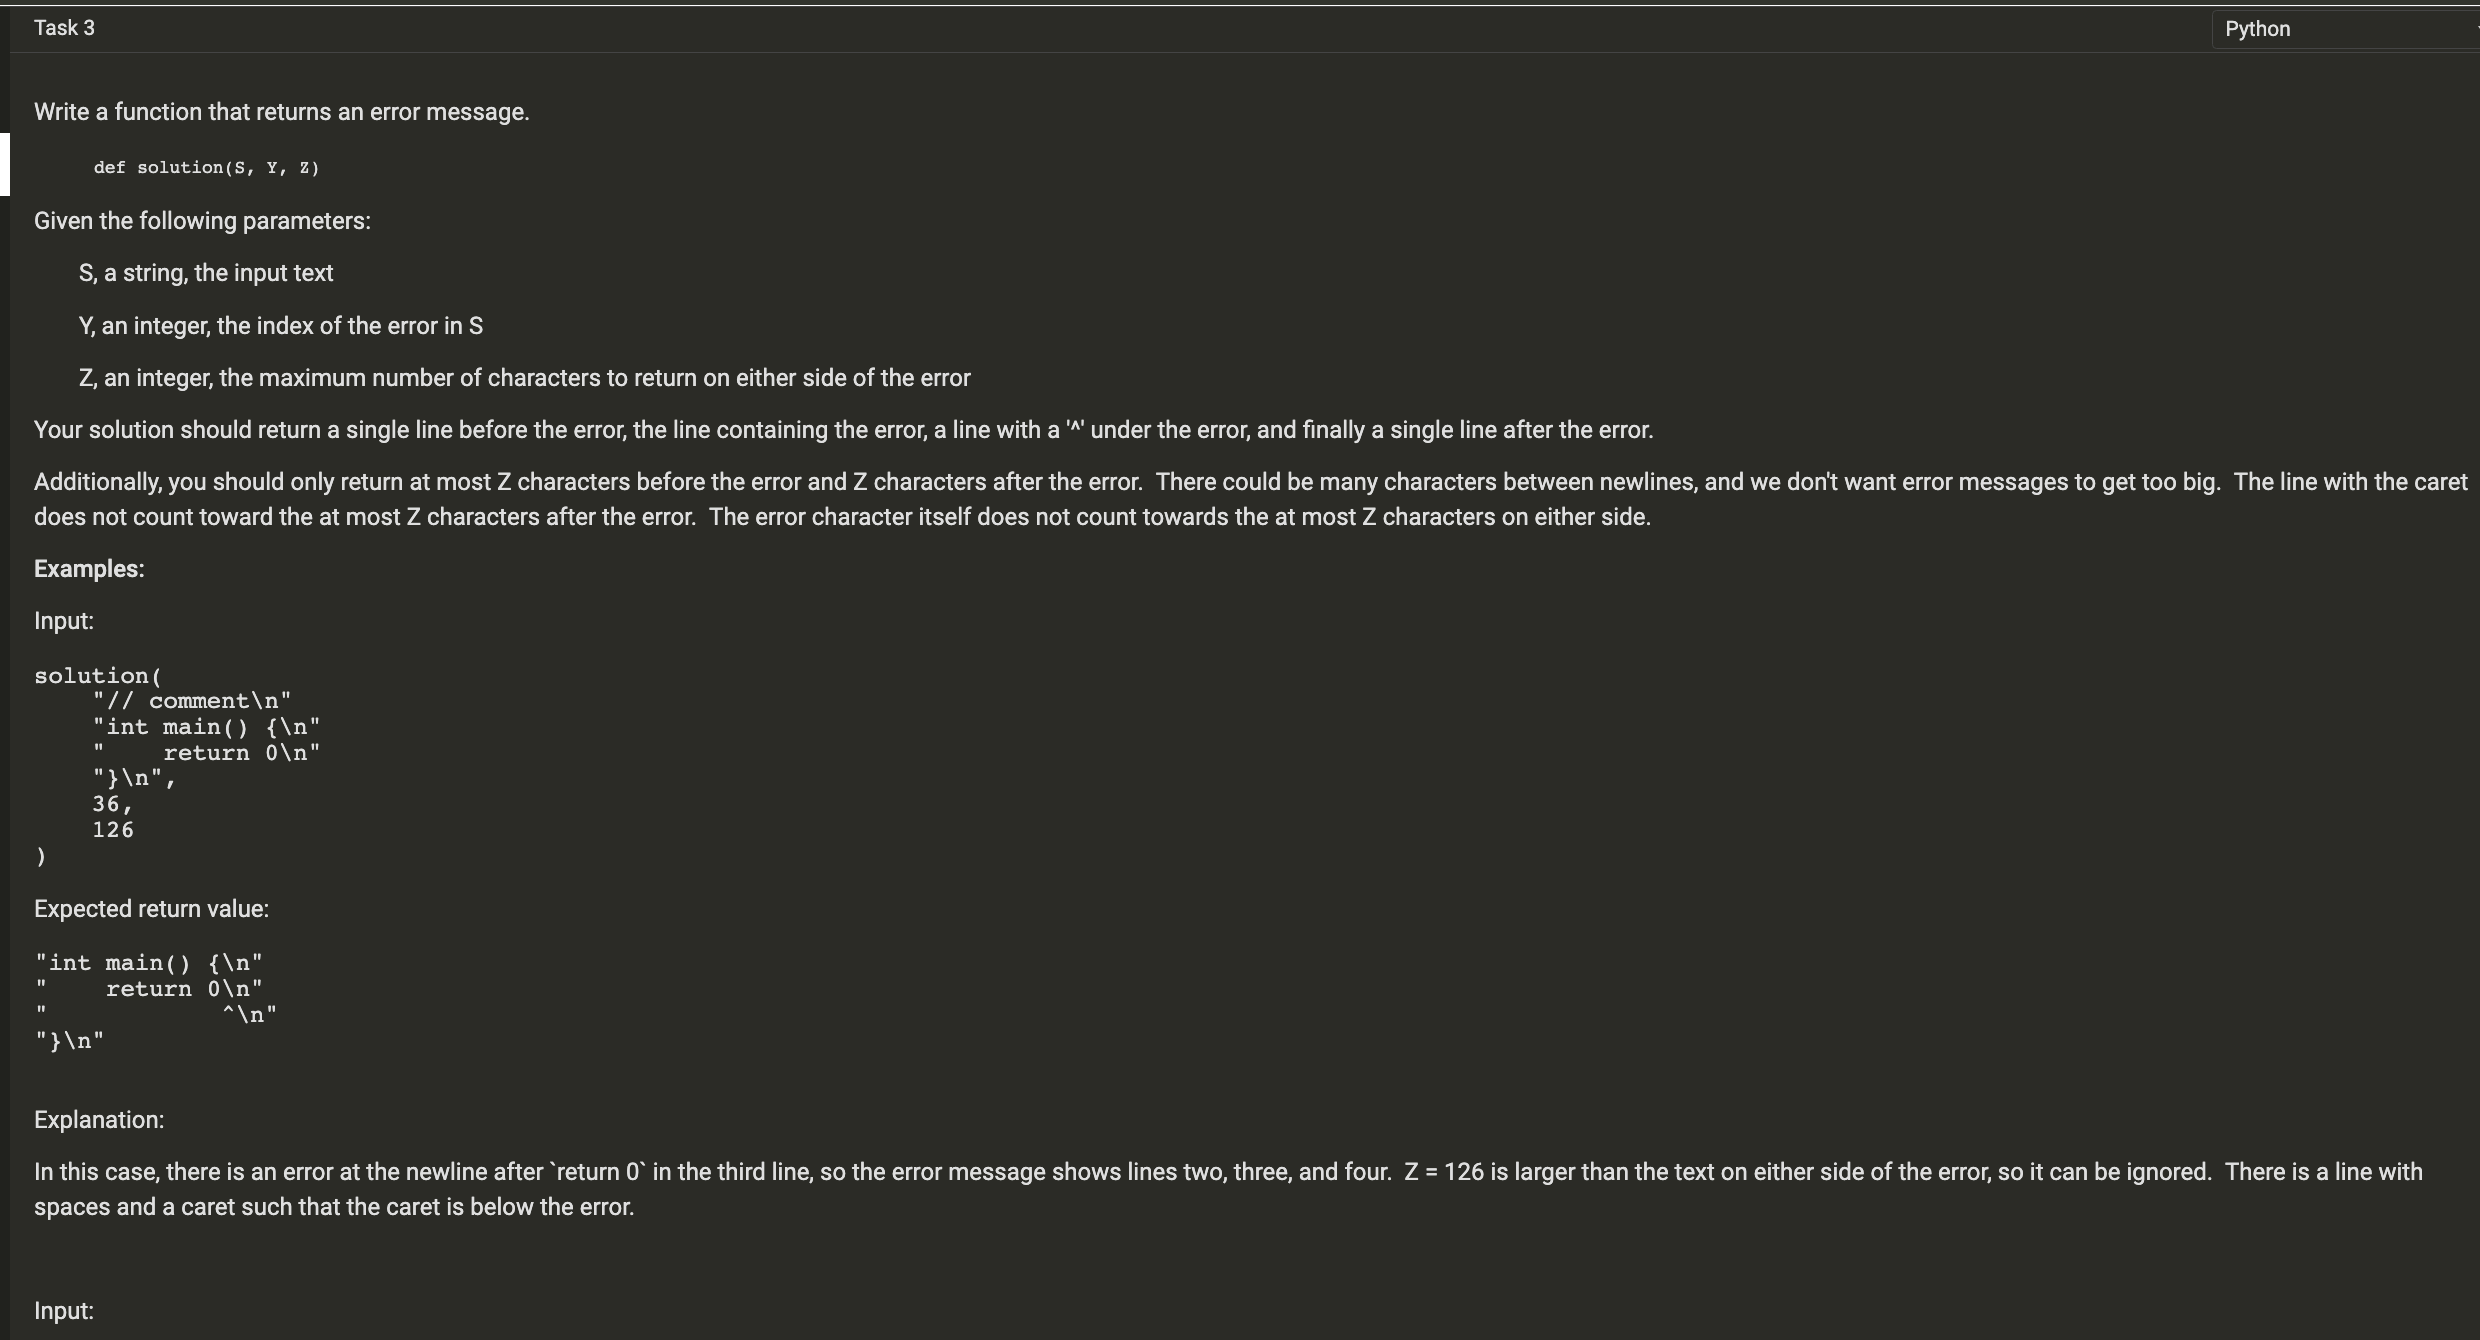 Task 3
Python
Write a function that returns an error message.
def solution(S, Y, Z)
Given the following parameters:
S, a string, the input text
Y, an integer, the index of the error in S
Z, an integer, the maximum number of characters to return on either side of the error
Your solution should return a single line before the error, the line containing the error, a line with a '^' under the error, and finally a single line after the error.
Additionally, you should only return at most Z characters before the error and Z characters after the error.  There could be many characters between newlines, and we don't want error messages to get too big.  The line with the caret
does not count toward the at most Z characters after the error.  The error character itself does not count towards the at most Z characters on either side.
Examples:
Input:
solution(
    "// comment\n"
    "int main() {\n"
    "    return 0\n"
    "}\n",
    36,
    126
)
Expected return value:
"int main() {\n"
"    return 0\n"
"            ^\n"
"}\n"
Explanation:
In this case, there is an error at the newline after `return 0` in the third line, so the error message shows lines two, three, and four.  Z = 126 is larger than the text on either side of the error, so it can be ignored.  There is a line with
spaces and a caret such that the caret is below the error.
Input: